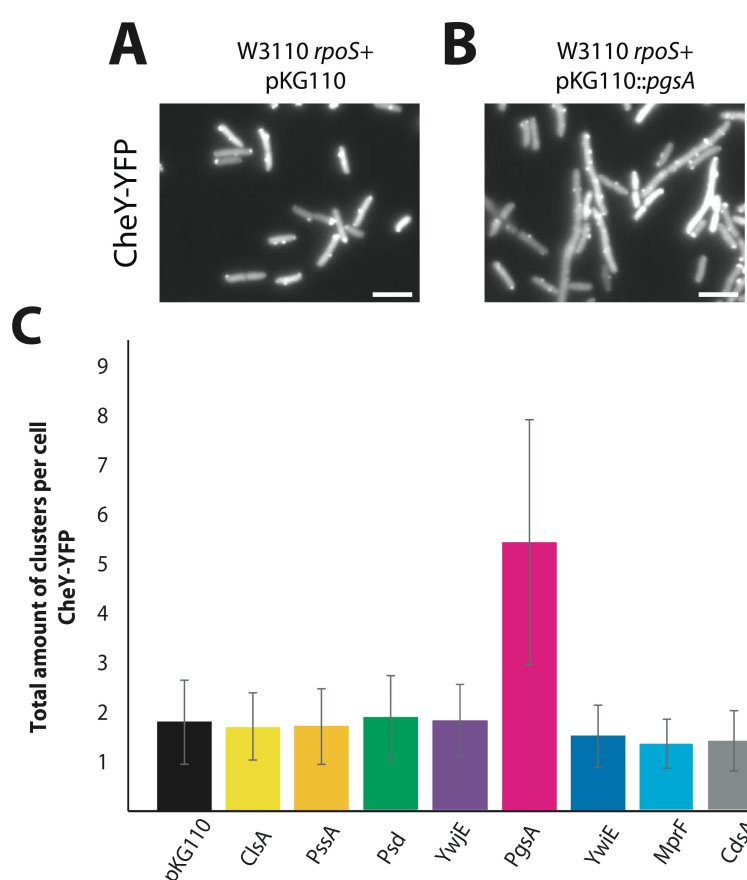 A
W3110 rpoS+
pKG110
B
W3110 rpoS+
pKG110::pgsA
CheY-YFP
C
Total amount of clusters per cell
CheY-YFP
9
8
7
6
5
4
3
2
1
pKG110
ClsA
PssA
Psd
YwjE
PgsA
YwiE
MprF
CdsA